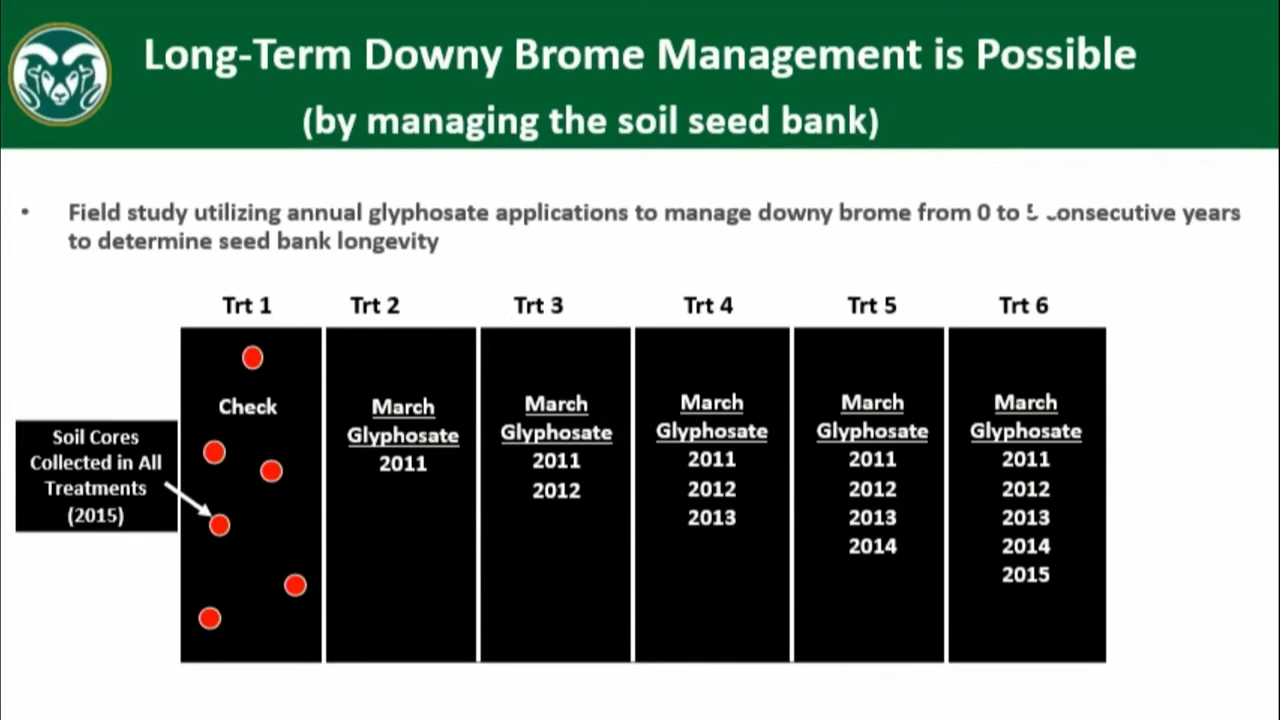 Long-Term Downy Brome Management is Possible
(by managing the soil seed bank)
• Field study utilizing annual glyphosate applications to manage downy brome from 0 to years
to determine seed bank longevity
Trt 1 Trt 2 Trt 3 Trt 4 Trt 5 Trt 6
Check
Soil Cores
Collected in All
Treatments
(2015)
March
Glyphosate
2011
March
Glyphosate
2011
2012
March
Glyphosate
2011
2012
2013
March
Glyphosate
2011
2012
2013
2014
March
Glyphosate
2011
2012
2013
2014
2015